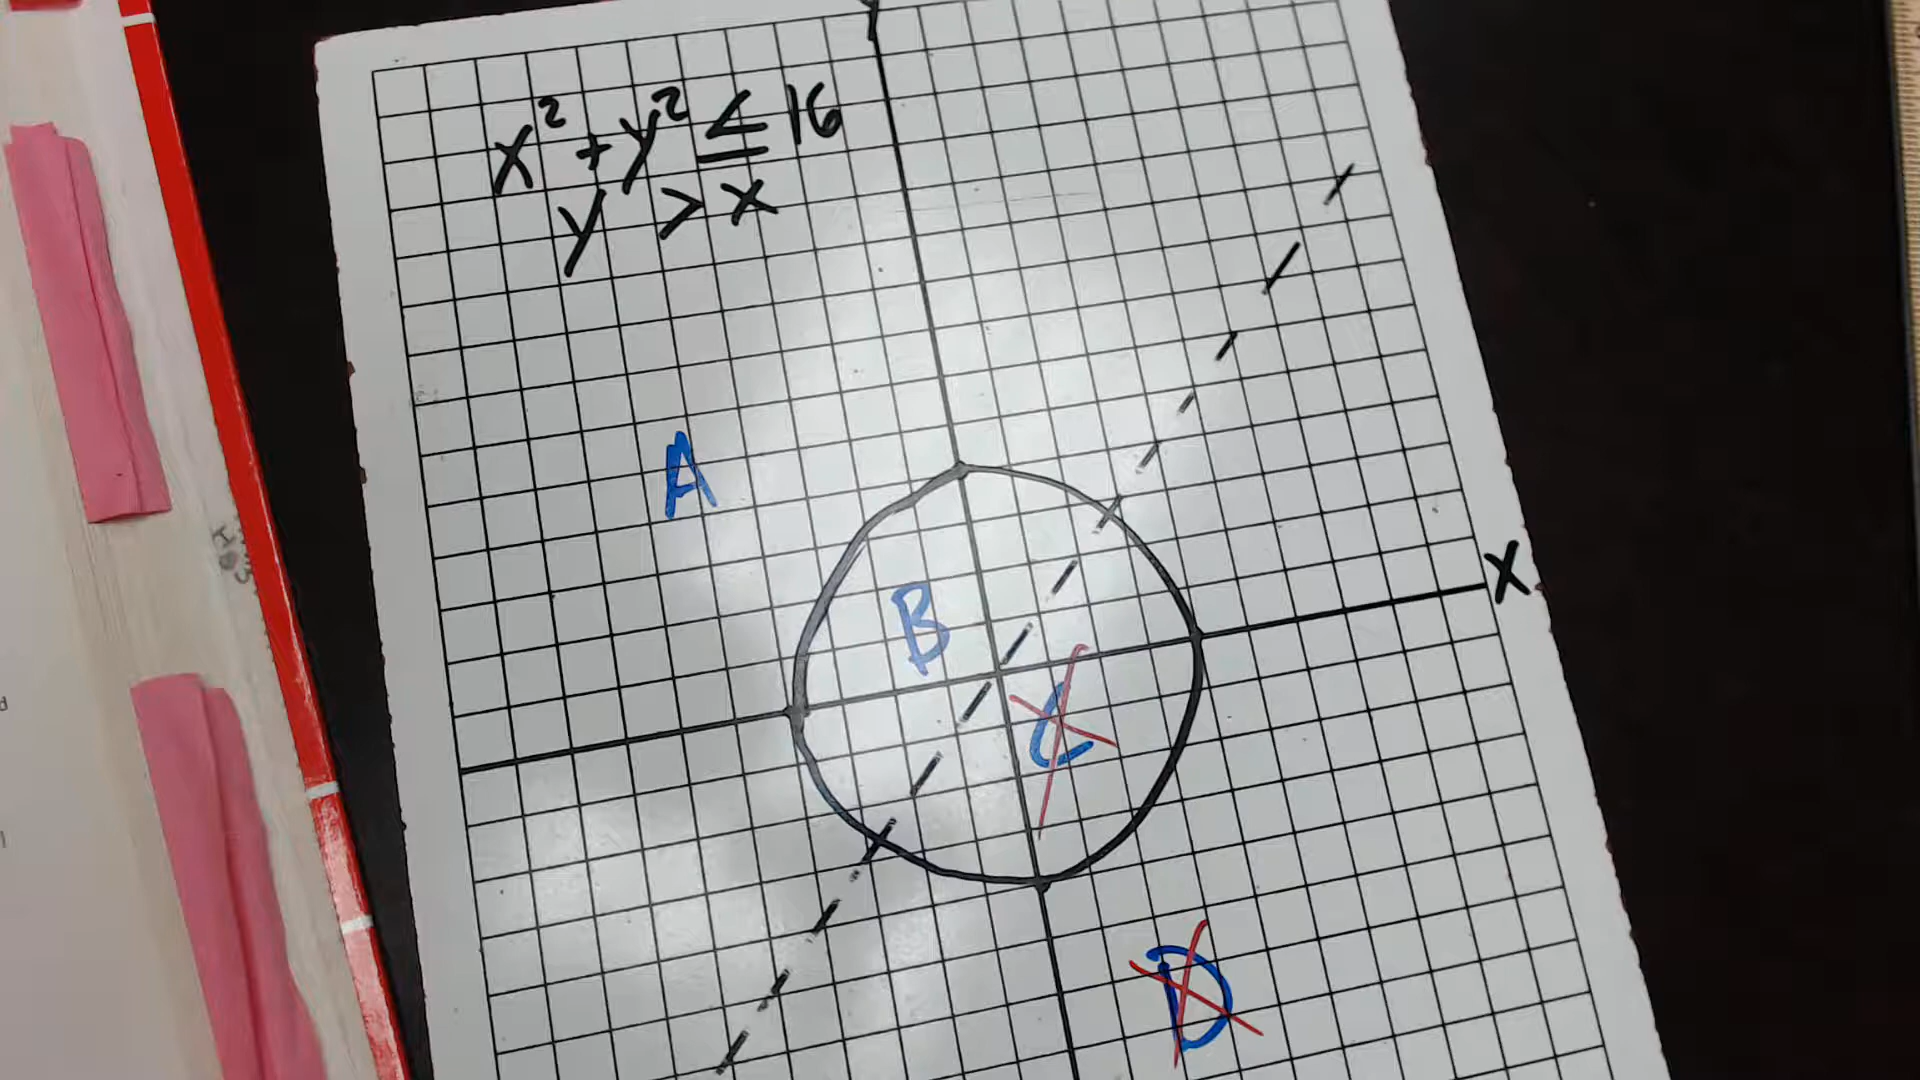 Y
x² + y² ≤ 16
y > x
A
X
B
C
D